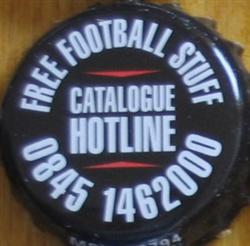 FREE FOOTBALL STUFF
CATALOGUE
HOTLINE
0845 1462000